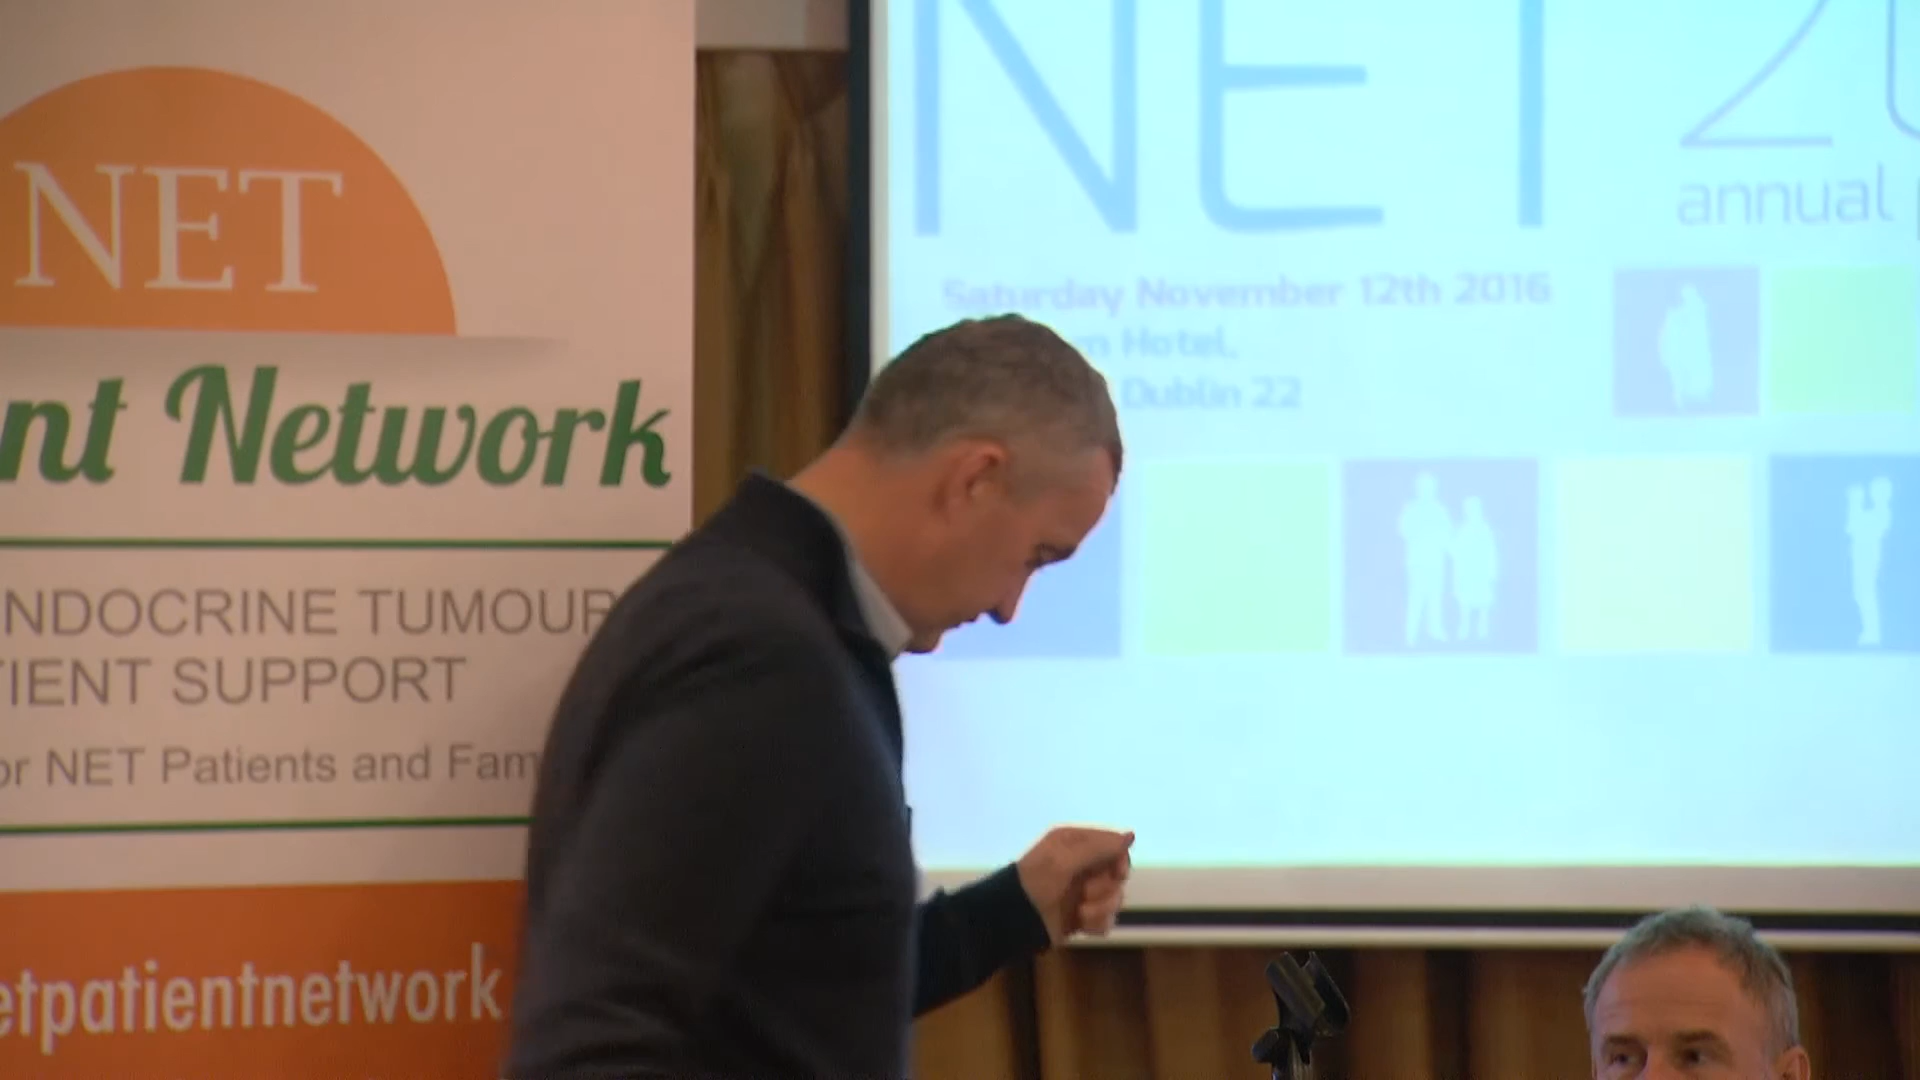 NET
nt Network
NDOCRINE TUMOUR
TIENT SUPPORT
or NET Patients and Fam
etpatientnetwork
NET 20
annual
Saturday November 12th 2016
n Hotel,
Dublin 22